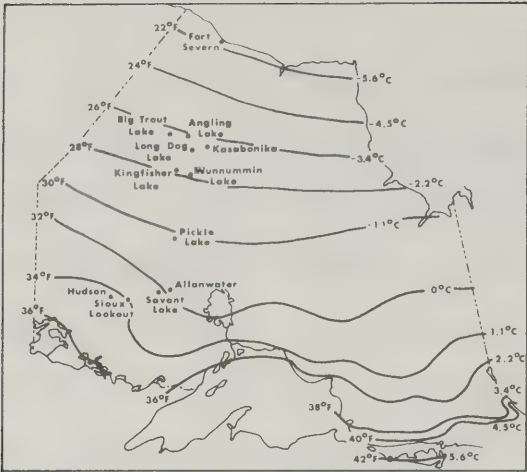 22°F
Fort
Severn
24°F
-5.6°C
-4.5°C
26°F
Big Trout
Lake
Angling
Lake
Long Dog
Lake
Kasabonika
-3.4°C
28°F
Kingfisher
Lake
Wunnummin
Lake
-2.2°C
30°F
-1.1°C
32°F
Pickle
Lake
34°F
Hudson
Sioux
Lookout
Allanwater
Savant
Lake
0°C
36°F
1.1°C
2.2°C
36°F
3.4°C
38°F
4.5°C
40°F
42°F
5.6°C